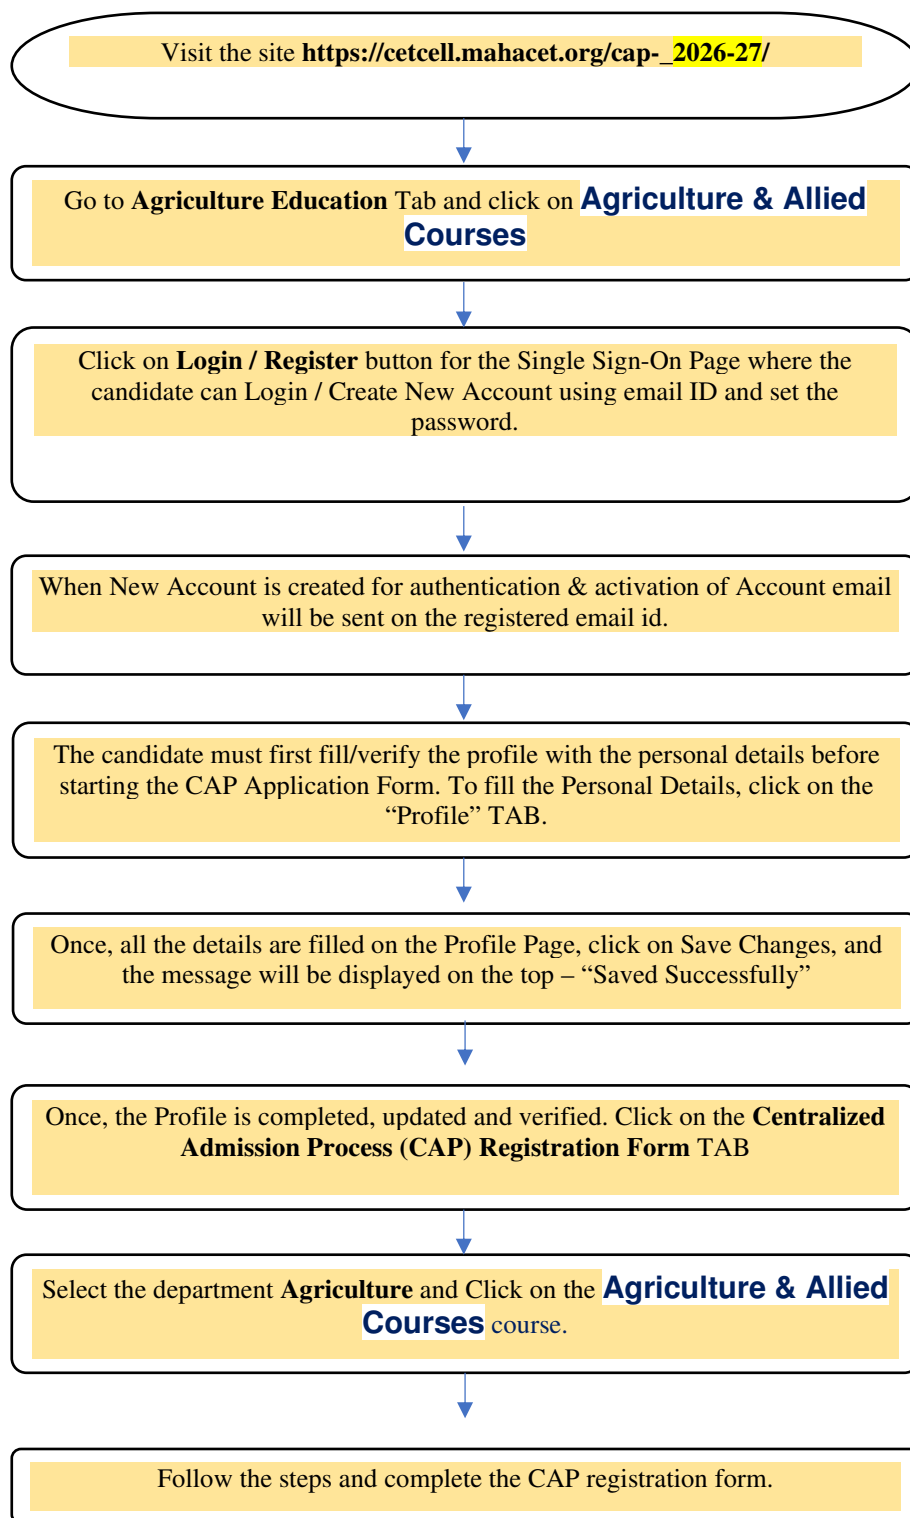 Visit the site https://cetcell.mahacet.org/cap-_2026-27/
Go to Agriculture Education Tab and click on Agriculture & Allied
Courses
Click on Login / Register button for the Single Sign-On Page where the
candidate can Login / Create New Account using email ID and set the
password.
When New Account is created for authentication & activation of Account email
will be sent on the registered email id.
The candidate must first fill/verify the profile with the personal details before
starting the CAP Application Form. To fill the Personal Details, click on the
“Profile” TAB.
Once, all the details are filled on the Profile Page, click on Save Changes, and
the message will be displayed on the top – “Saved Successfully”
Once, the Profile is completed, updated and verified. Click on the Centralized
Admission Process (CAP) Registration Form TAB
Select the department Agriculture and Click on the Agriculture & Allied
Courses course.
Follow the steps and complete the CAP registration form.